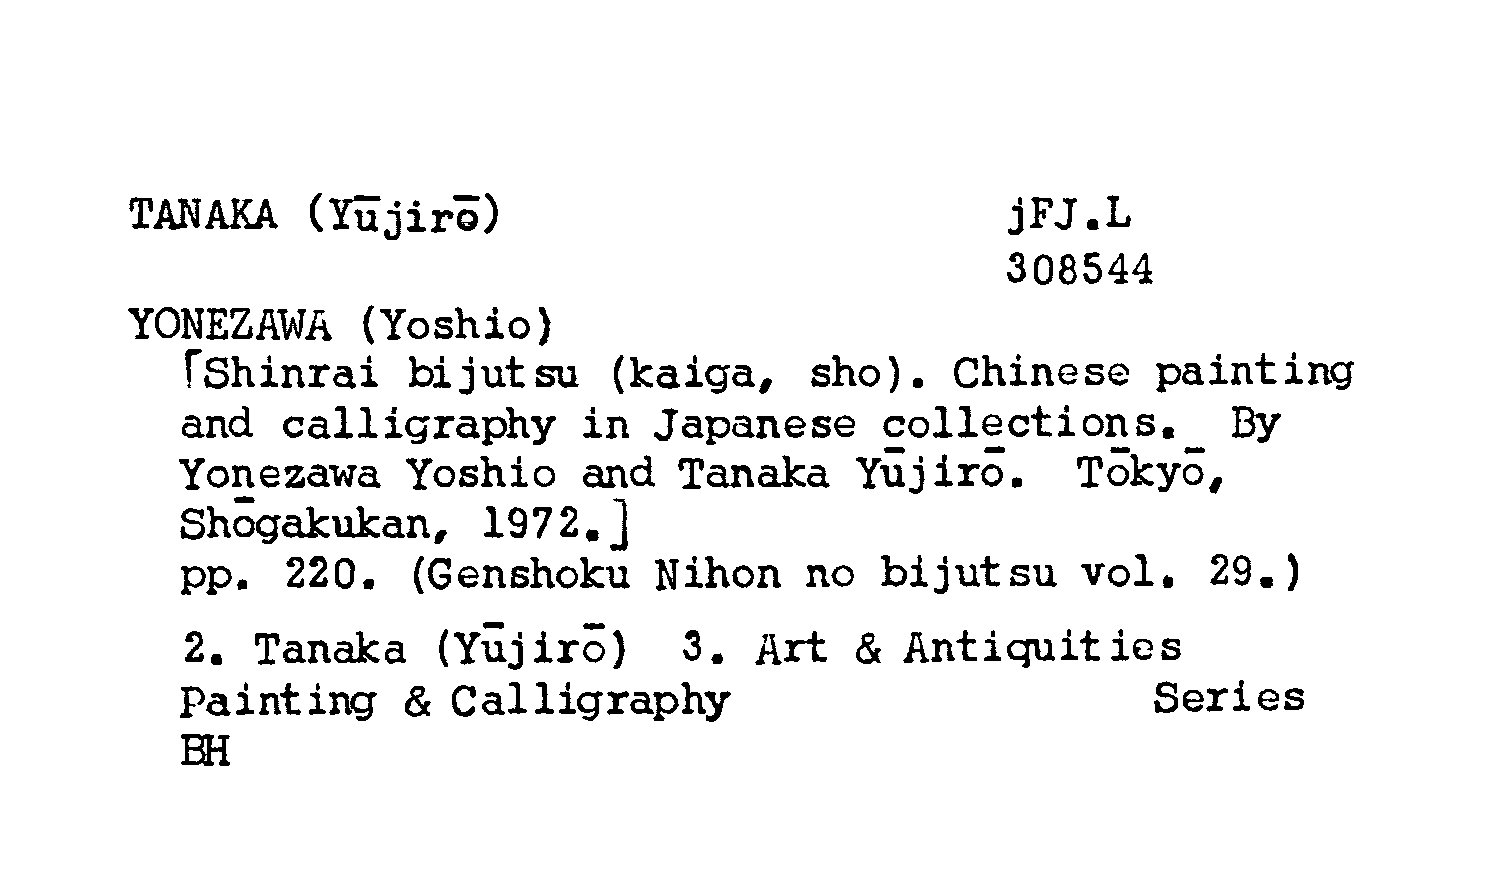 TANAKA (Yūjirō) jFJ.L
308544
YONEZAWA (Yoshio)
[Shinrai bijutsu (kaiga, sho). Chinese painting
and calligraphy in Japanese collections. By
Yonezawa Yoshio and Tanaka Yūjirō. Tōkyō,
Shōgakukan, 1972.]
pp. 220. (Genshoku Nihon no bijutsu vol. 29.)
2. Tanaka (Yūjirō) 3. Art & Antiquities
Painting & Calligraphy Series
BH